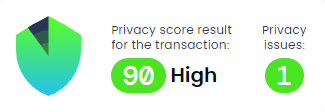 Privacy score result
for the transaction:
90 High
Privacy
issues:
1